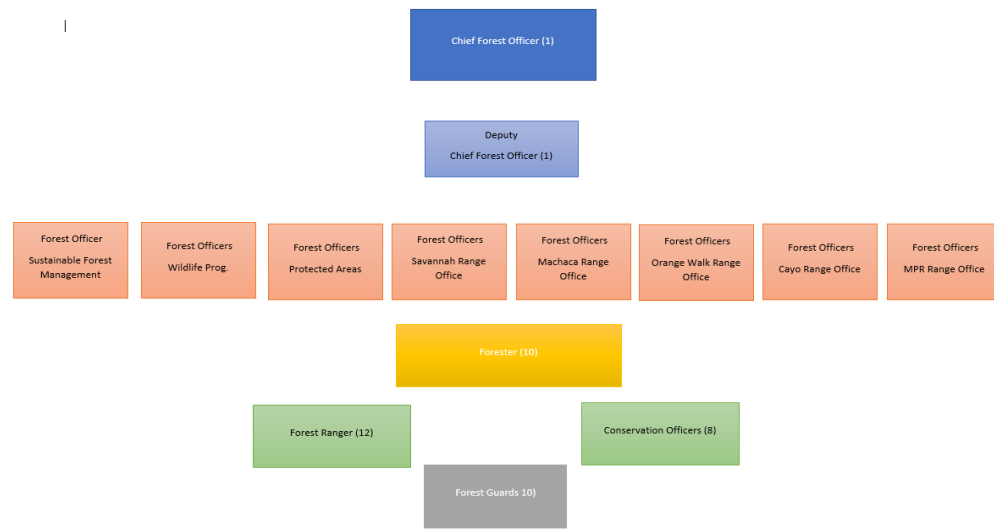 Chief Forest Officer (1)
Deputy
Chief Forest Officer (1)
Forest Officer
Sustainable Forest
Management
Forest Officers
Wildlife Prog.
Forest Officers
Protected Areas
Forest Officers
Savannah Range
Office
Forest Officers
Machaca Range
Office
Forest Officers
Orange Walk Range
Office
Forest Officers
Cayo Range Office
Forest Officers
MPR Range Office
Forester (10)
Forest Ranger (12)
Conservation Officers (8)
Forest Guards 10)